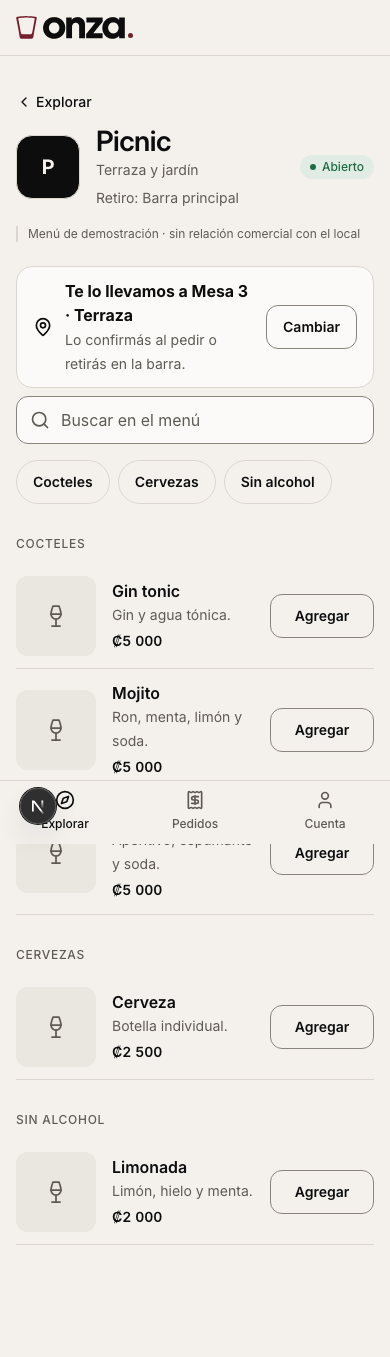 onza.
Explorar
P
Picnic
Terraza y jardín
Retiro: Barra principal
Abierto
Menú de demostración · sin relación comercial con el local
Te lo llevamos a Mesa 3
· Terraza
Lo confirmás al pedir o
retirás en la barra.
Cambiar
Buscar en el menú
Cocteles
Cervezas
Sin alcohol
COCTELES
Gin tonic
Gin y agua tónica.
₡5 000
Agregar
Mojito
Ron, menta, limón y
soda.
₡5 000
Agregar
N
Explorar
Pedidos
Cuenta
y soda.
₡5 000
Agregar
CERVEZAS
Cerveza
Botella individual.
₡2 500
Agregar
SIN ALCOHOL
Limonada
Limón, hielo y menta.
₡2 000
Agregar